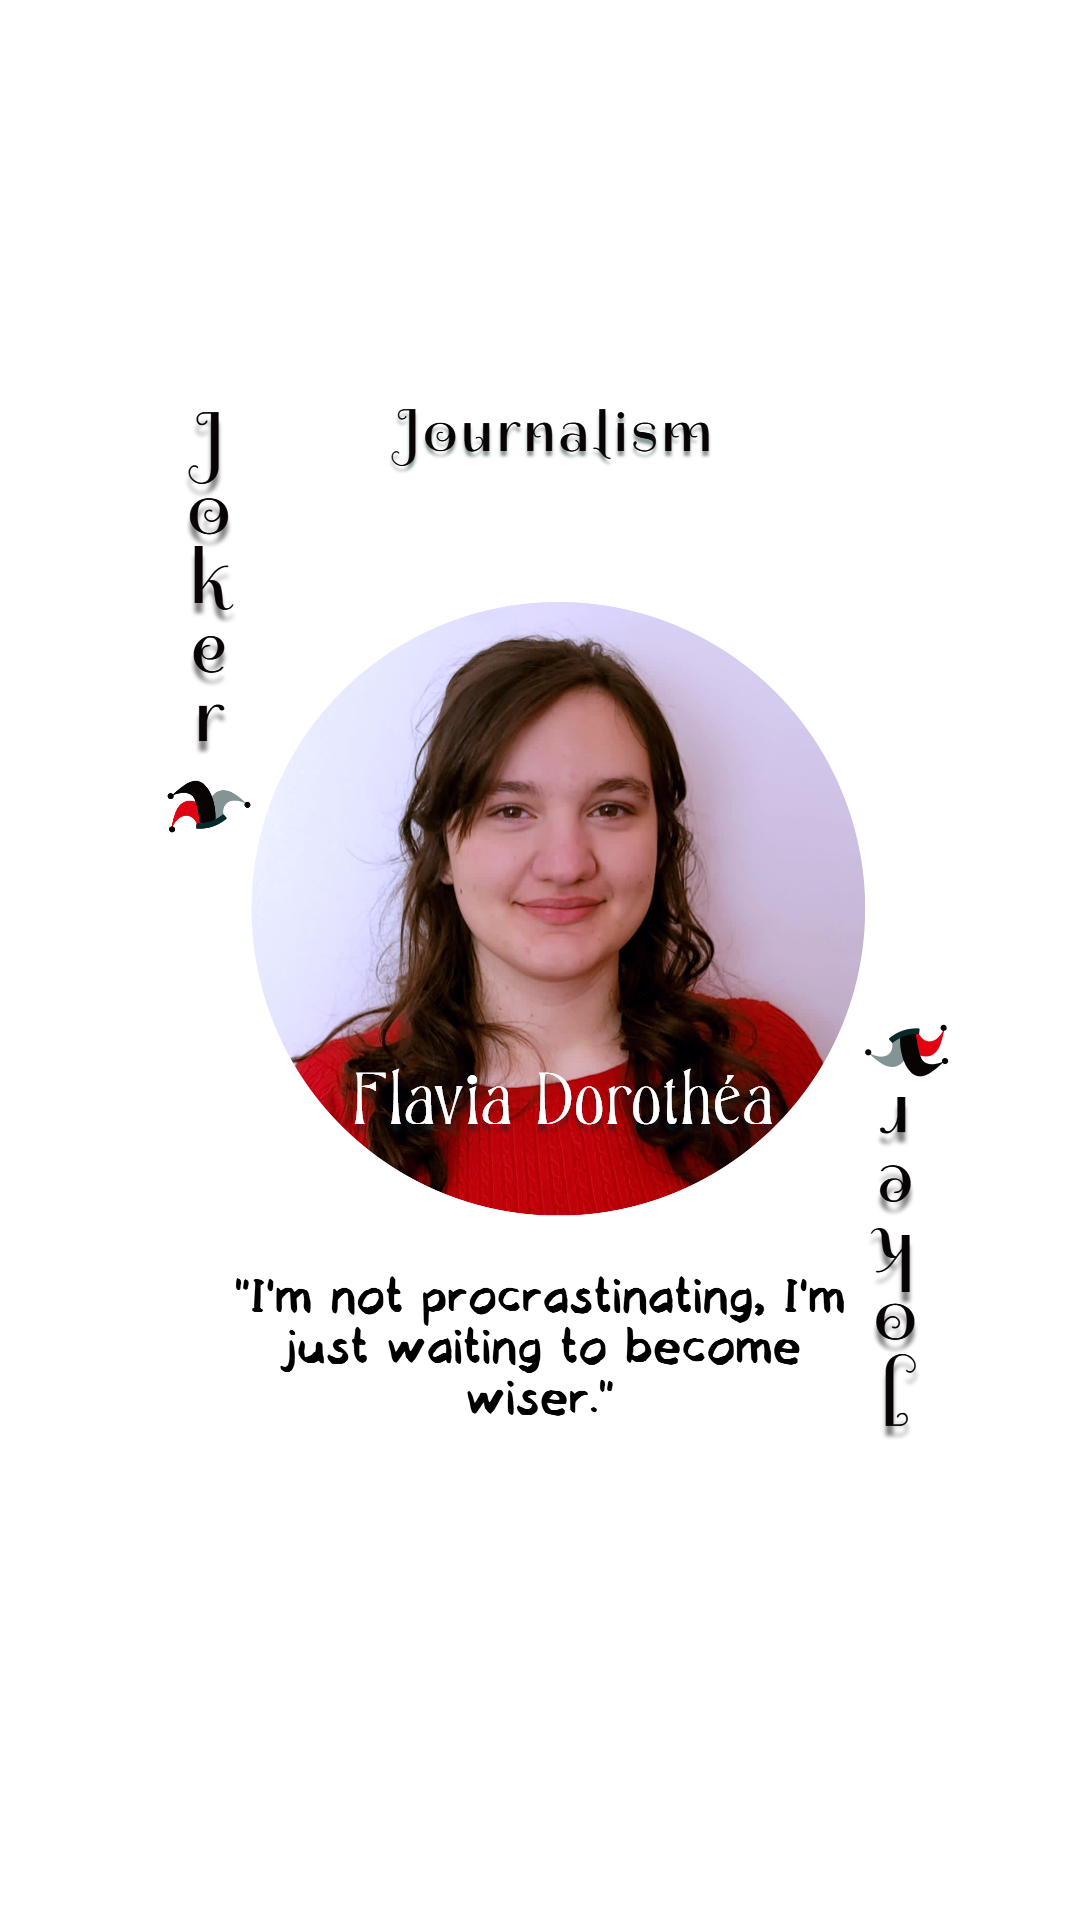 Joker
Journalism
Flavia Dorothéa
"I'm not procrastinating, I'm
just waiting to become
wiser."
Joker